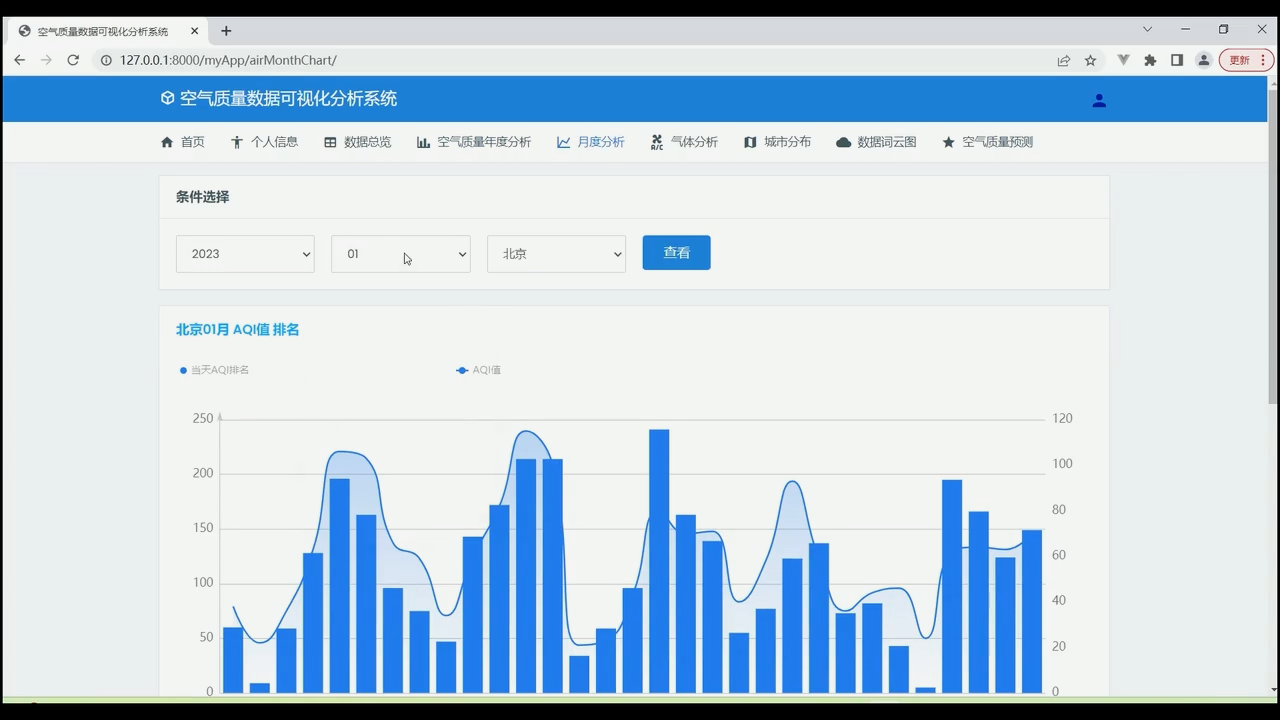 空气质量数据可视化分析系统
127.0.0.1:8000/myApp/airMonthChart/
更新
空气质量数据可视化分析系统
首页 个人信息 数据总览 空气质量年度分析 月度分析 A/C 气体分析 城市分布 数据词云图 空气质量预测
条件选择
2023 01 北京 查看
北京01月 AQI值 排名
当天AQI排名 AQI值
250 120
200 100
150 80
100 60
50 40
0 20
0